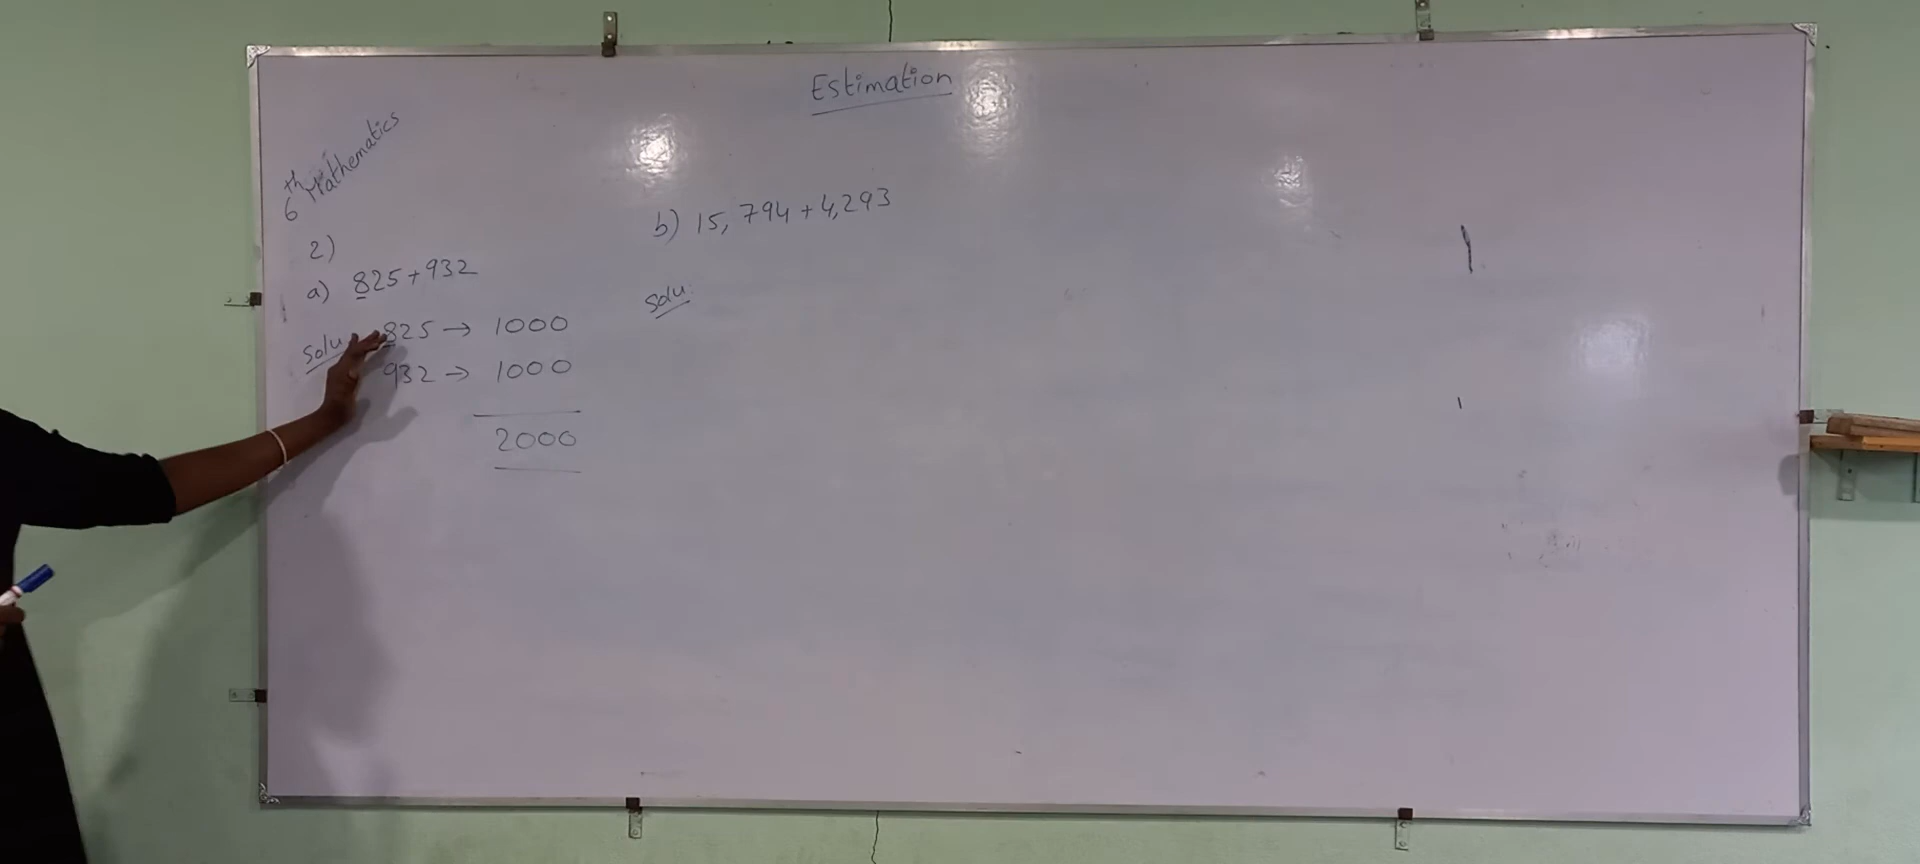 Estimation
6th Mathematics
2)
a) 825+932
Solu
825 → 1000
932 → 1000
2000
b) 15,794+4,293
Solu: